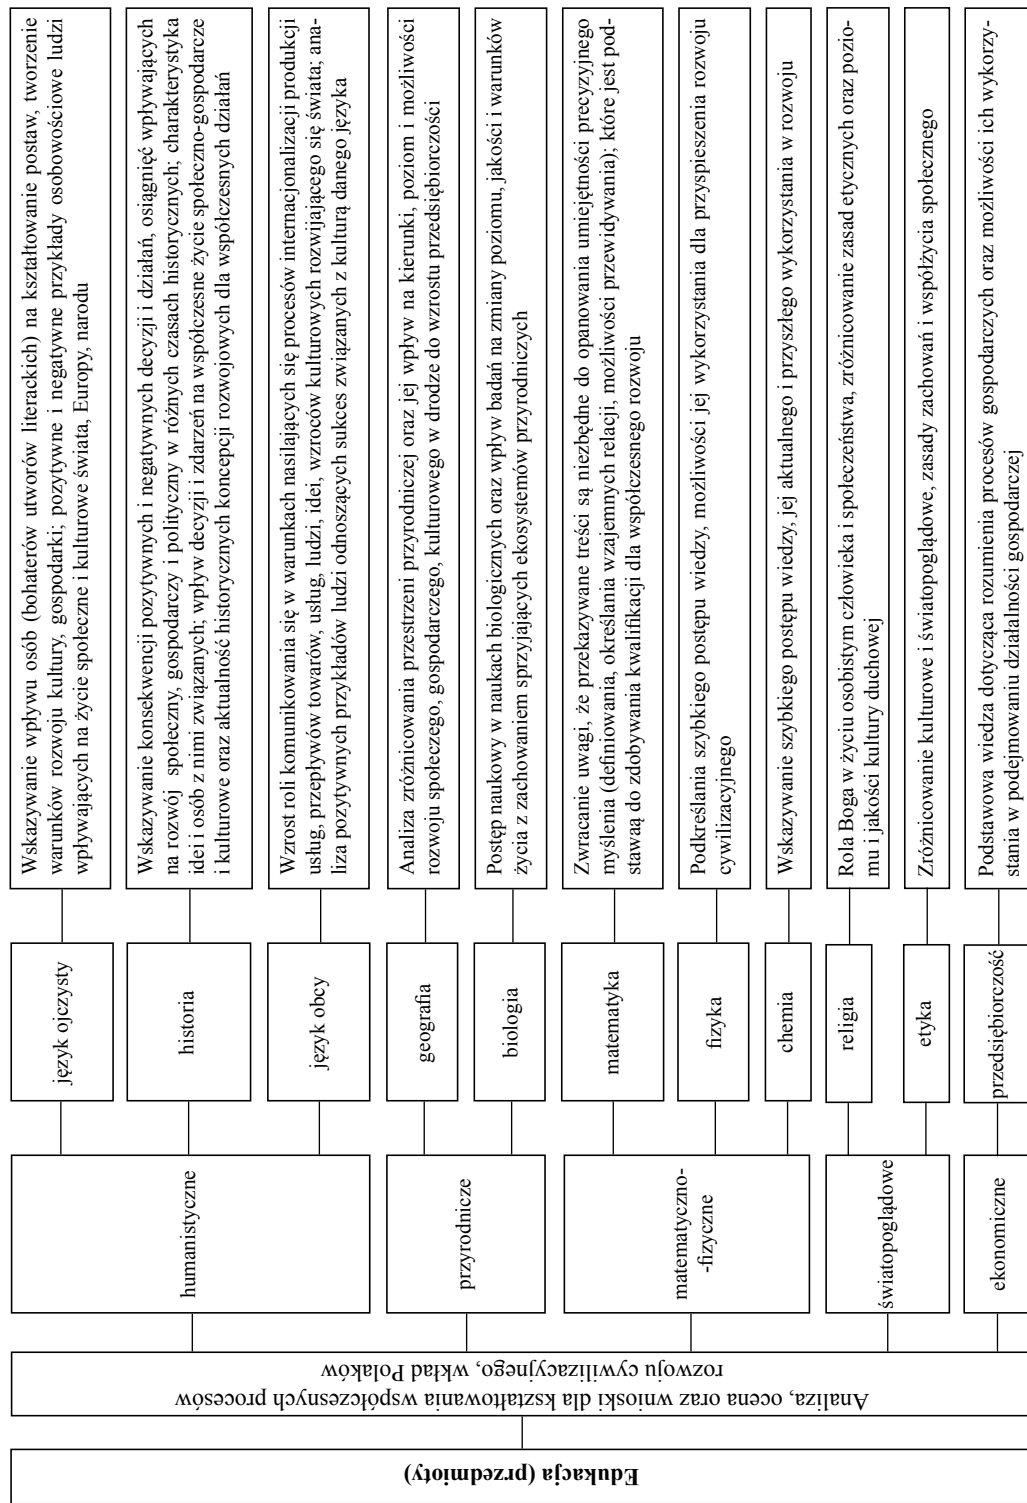 Edukacja (przedmioty)
Analiza, ocena oraz wnioski dla kształtowania współczesnych procesów
rozwoju cywilizacyjnego, wkład Polaków
humanistyczne
język ojczysty
Wskazywanie wpływu osób (bohaterów utworów literackich) na kształtowanie postaw, tworzenie
warunków rozwoju kultury, gospodarki; pozytywne i negatywne przykłady osobowościowe ludzi
wpływających na życie społeczne i kulturowe świata, Europy, narodu
historia
Wskazywanie konsekwencji pozytywnych i negatywnych decyzji i działań, osiągnięć wpływających
na rozwój społeczny, gospodarczy i polityczny w różnych czasach historycznych; charakterystyka
idei i osób z nimi związanych; wpływ decyzji i zdarzeń na współczesne życie społeczno-gospodarcze
i kulturowe oraz aktualność historycznych koncepcji rozwojowych dla współczesnych działań
język obcy
Wzrost roli komunikowania się w warunkach nasilających się procesów internacjonalizacji produkcji
usług, przepływów towarów, usług, ludzi, idei, wzroców kulturowych rozwijającego się świata; ana-
liza pozytywnych przykładów ludzi odnoszących sukces związanych z kulturą danego języka
przyrodnicze
geografia
Analiza zróżnicowania przestrzeni przyrodniczej oraz jej wpływ na kierunki, poziom i możliwości
rozwoju społecznego, gospodarczego, kulturowego w drodze do wzrostu przedsiębiorczości
biologia
Postęp naukowy w naukach biologicznych oraz wpływ badań na zmiany poziomu, jakości i warunków
życia z zachowaniem sprzyjających ekosystemów przyrodniczych
matematyczno-
-fizyczne
matematyka
Zwracanie uwagi, że przekazywane treści są niezbędne do opanowania umiejętności precyzyjnego
myślenia (definiowania, określania wzajemnych relacji, możliwości przewidywania); które jest pod-
stawaą do zdobywania kwalifikacji dla współczesnego rozwoju
fizyka
Podkreślania szybkiego postępu wiedzy, możliwości jej wykorzystania dla przyspieszenia rozwoju
cywilizacyjnego
chemia
Wskazywanie szybkiego postępu wiedzy, jej aktualnego i przyszłego wykorzystania w rozwoju
światopoglądowe
religia
Rola Boga w życiu osobistym człowieka i społeczeństwa, zróżnicowanie zasad etycznych oraz pozio-
mu i jakości kultury duchowej
etyka
Zróżnicowanie kulturowe i światopoglądowe, zasady zachowań i współżycia społecznego
ekonomiczne
przedsiębiorczość
Podstawowa wiedza dotycząca rozumienia procesów gospodarczych oraz możliwości ich wykorzy-
stania w podejmowaniu działalności gospodarczej